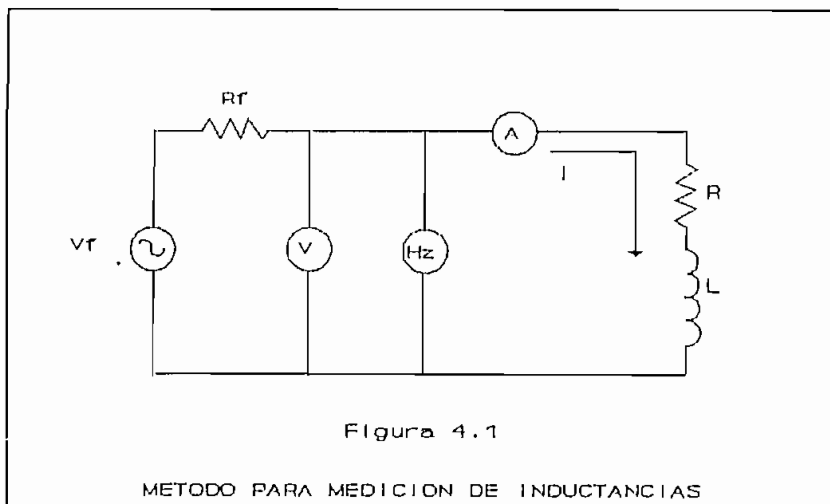 Rf
A
I
R
Vf
V
Hz
L
Figura 4.1
METODO PARA MEDICION DE INDUCTANCIAS